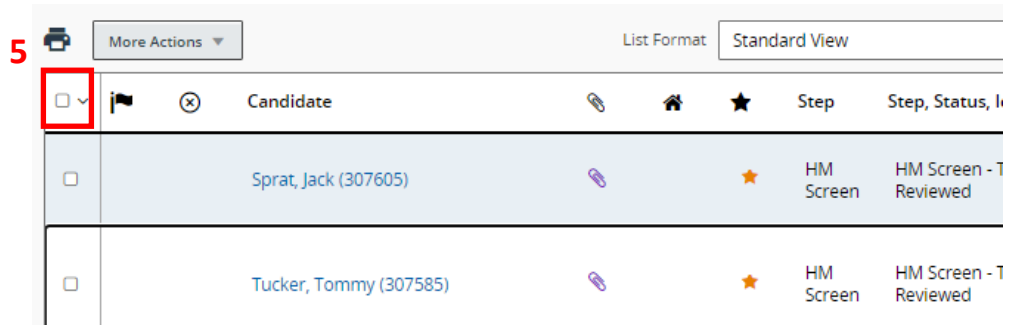 5
More Actions
List Format
Standard View
Candidate
Step
Step, Status,
Sprat, Jack (307605)
HM
Screen
HM Screen -
Reviewed
Tucker, Tommy (307585)
HM
Screen
HM Screen -
Reviewed